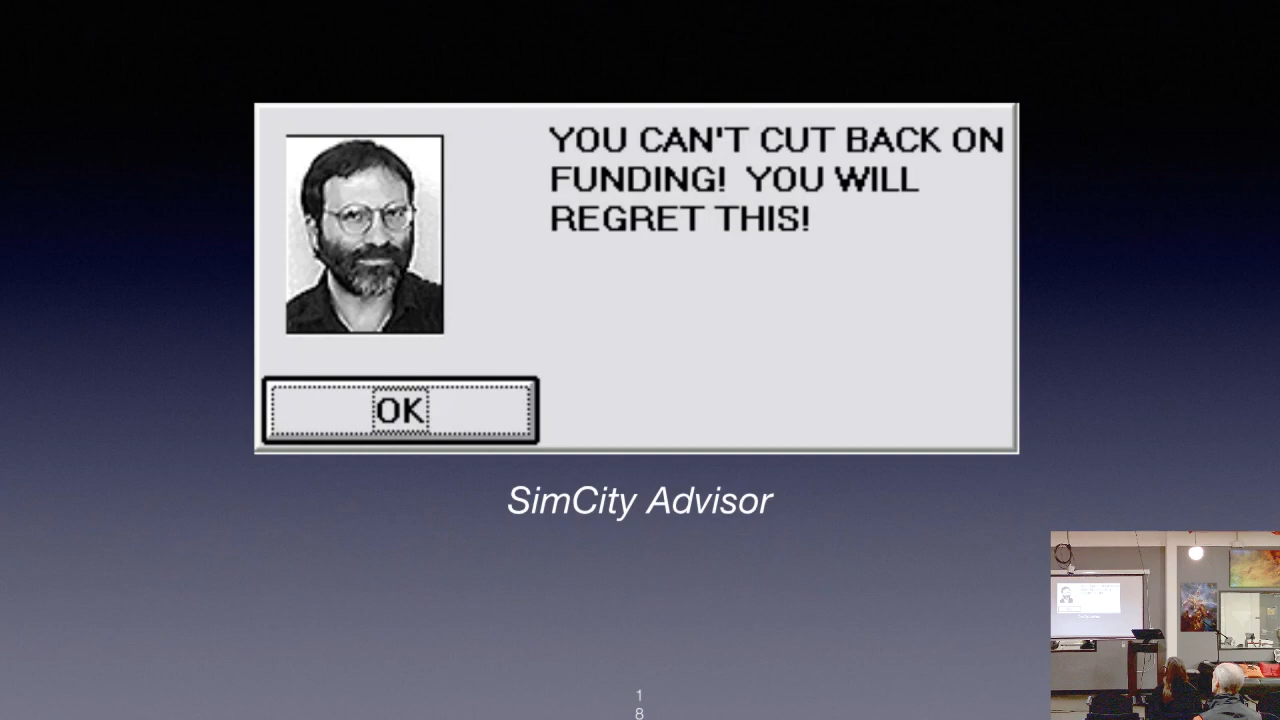 YOU CAN'T CUT BACK ON
FUNDING!  YOU WILL
REGRET THIS!
OK
SimCity Advisor
1
8